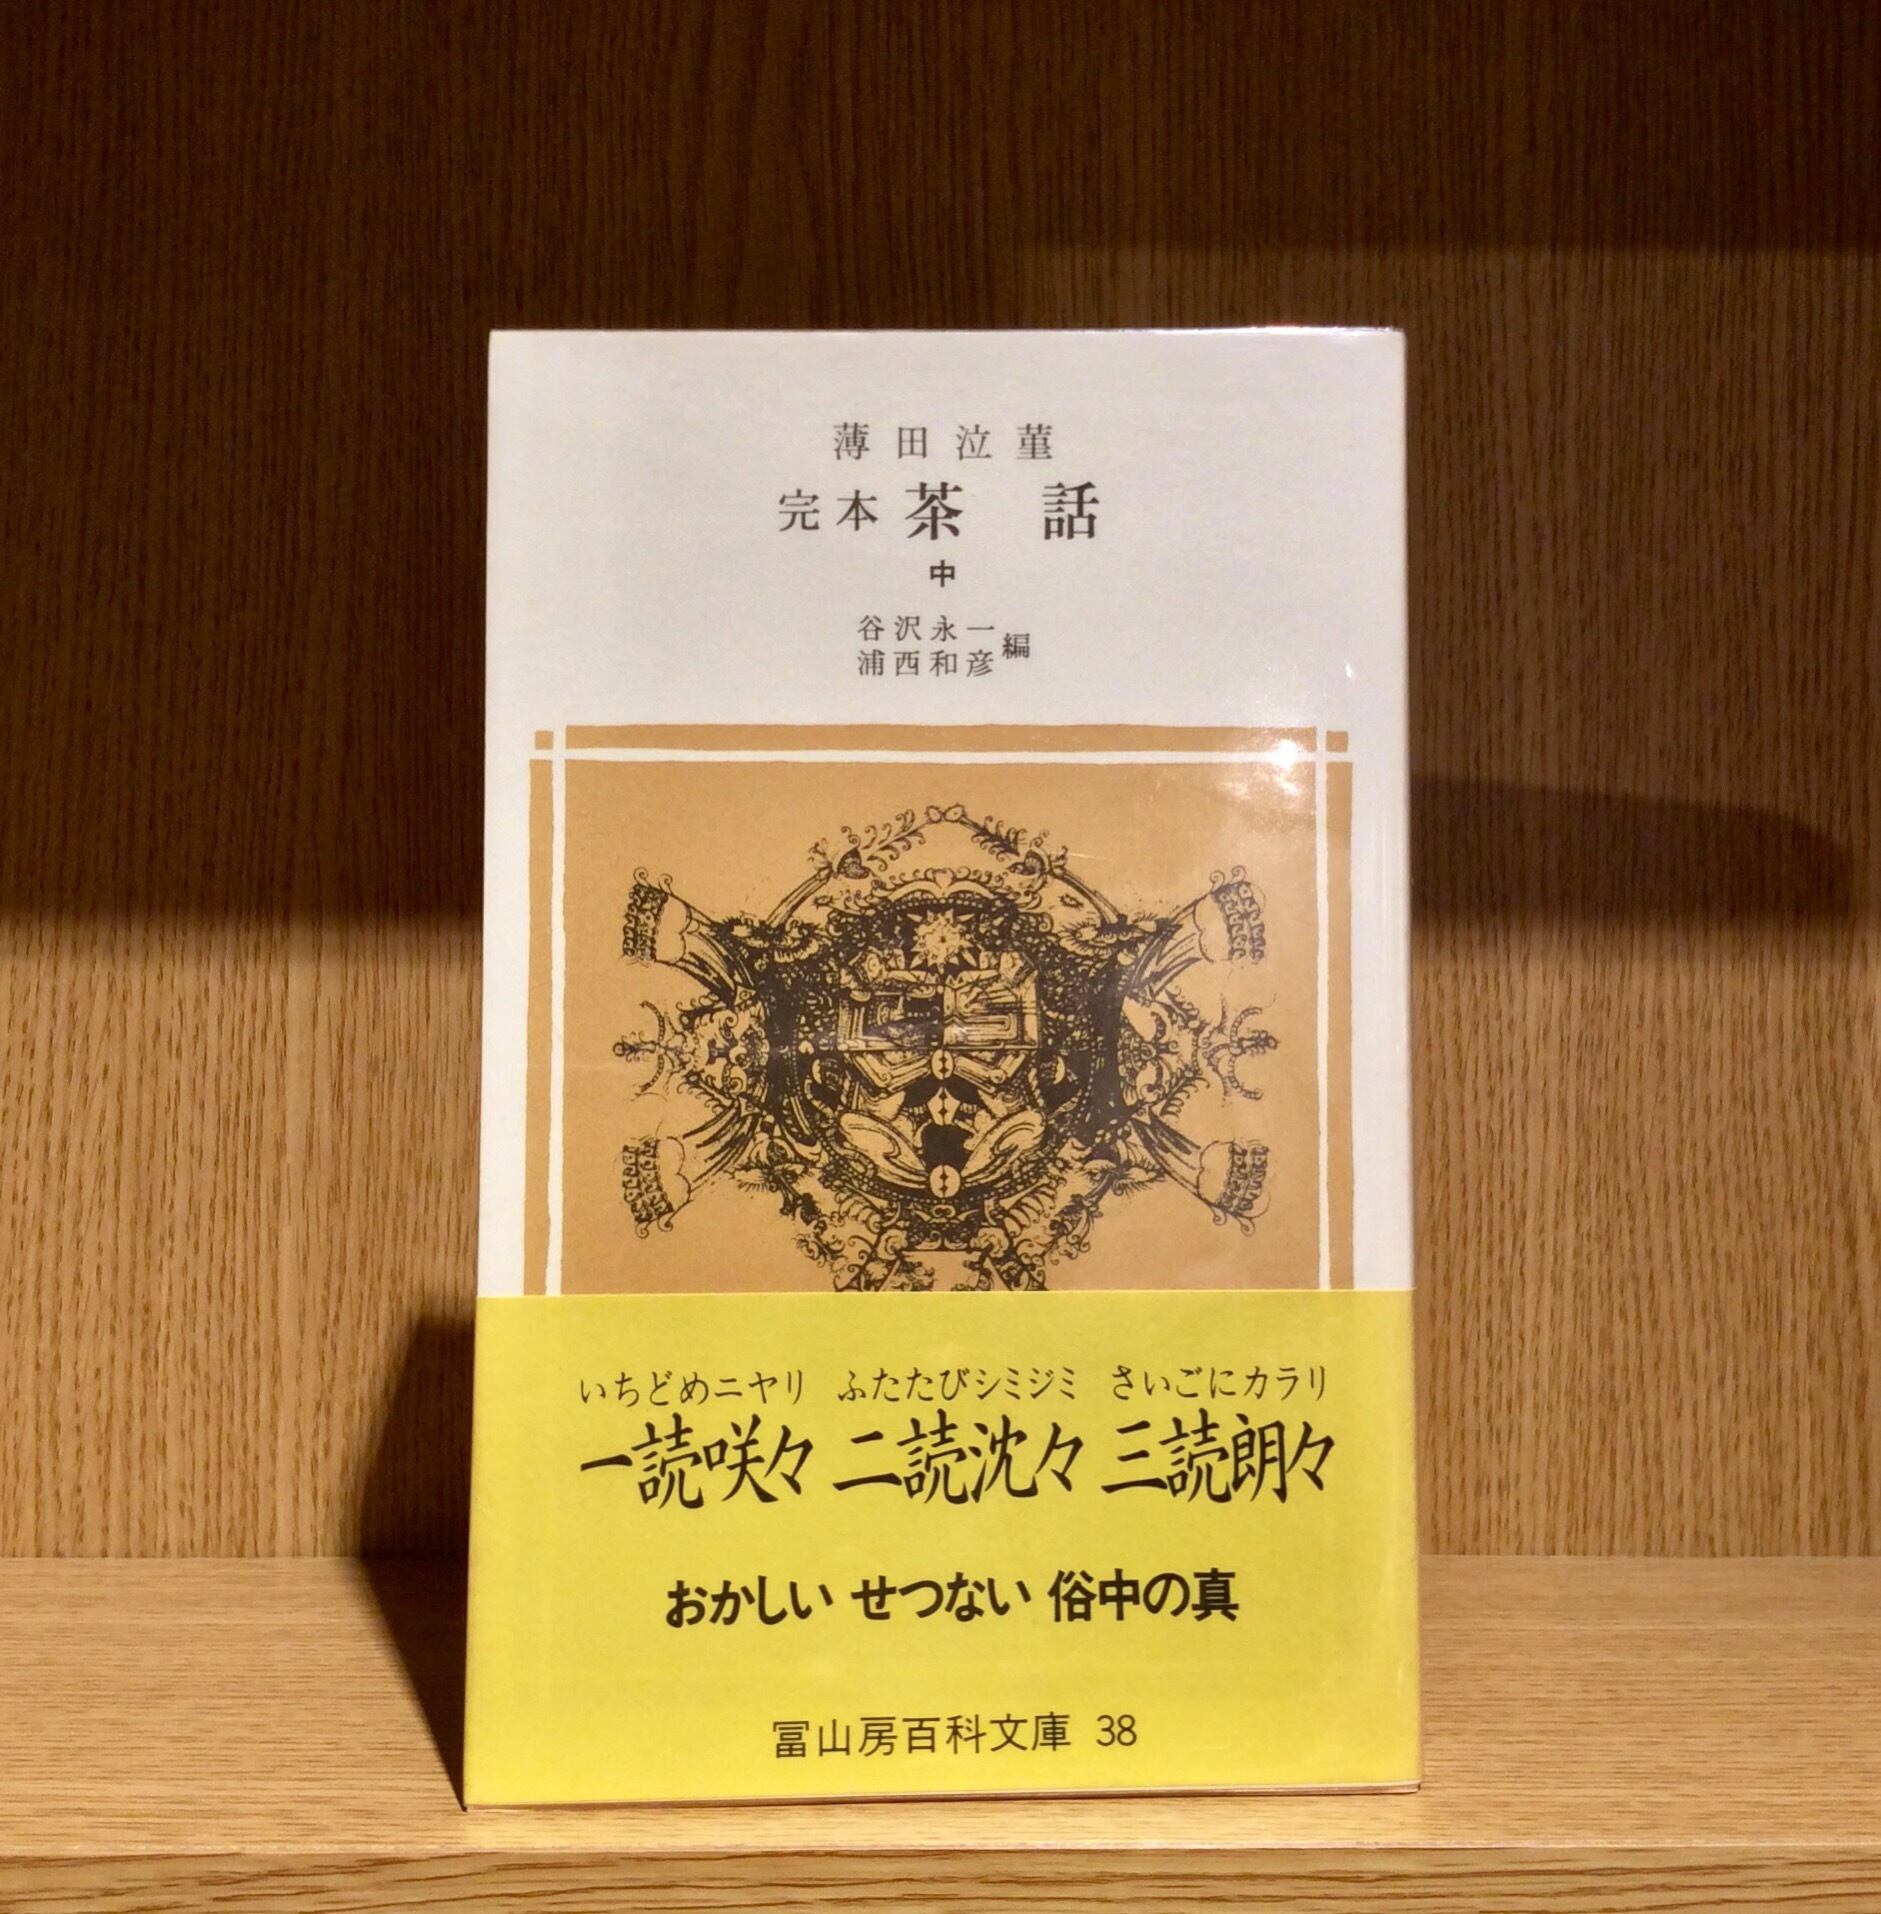 薄田泣菫
完本 茶話
中
谷沢永一
浦西和彦 編
いちどめニヤリ ふたたびシミジミ さいごにカラリ
一読咲々 二読沈々 三読朗々
おかしい せつない 俗中の真
冨山房百科文庫 38